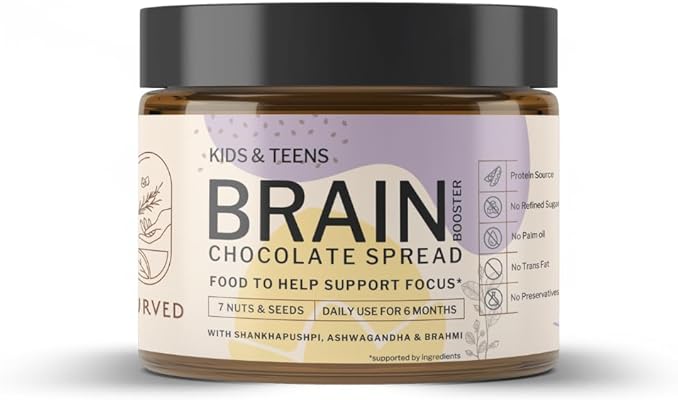 KIDS & TEENS
BRAIN
BOOSTER
CHOCOLATE SPREAD
FOOD TO HELP SUPPORT FOCUS*
7 NUTS & SEEDS
DAILY USE FOR 6 MONTHS
WITH SHANKHAPUSHPI, ASHWAGANDHA & BRAHMI
*supported by ingredients
URVED
Protein Source
No Refined Sugar
No Palm oil
No Trans Fat
No Preservatives